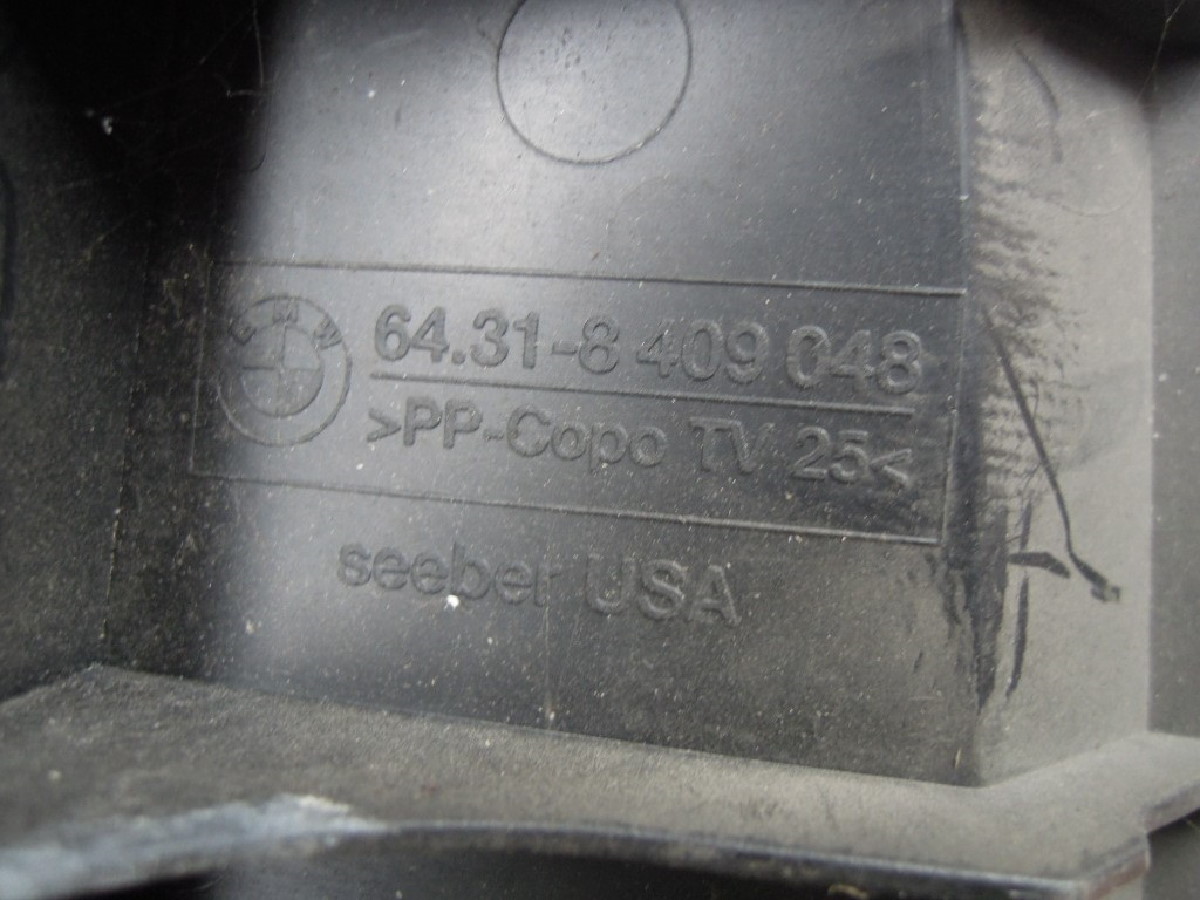 BMW
64.31-8 409 048
>PP-Copo TV 25<
seeber USA